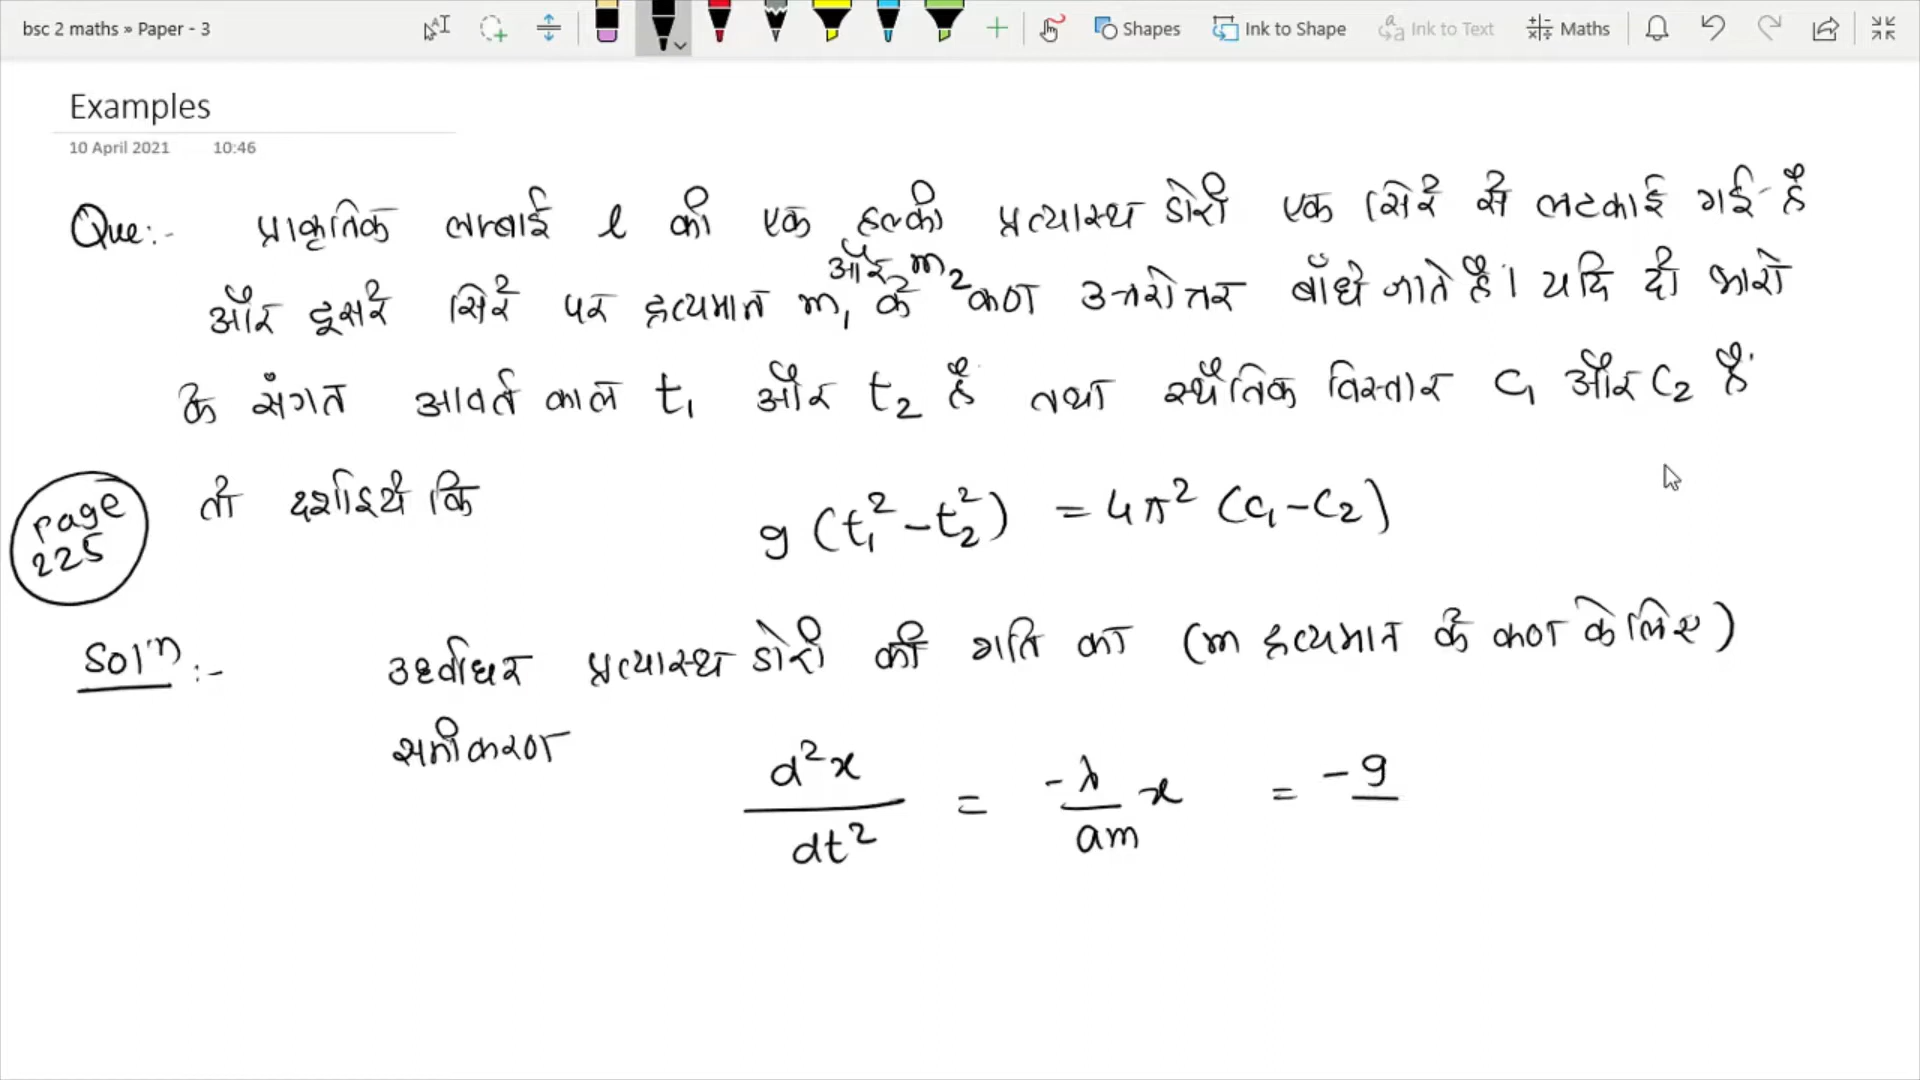 bsc 2 maths » Paper - 3 Shapes Ink to Shape Ink to Text Maths
Examples
10 April 2021 10:46
Que:- प्राकृतिक लम्बाई l की एक हल्की प्रत्यास्थ डोरी एक सिरे से लटकाई गई है
और m₂
और दूसरे सिरे पर द्रव्यमान m₁ के कण उत्तरोत्तर बाँधे जाते है। यदि दो भारो
के संगत आवर्त काल t₁ और t₂ है तथा स्थैतिक विस्तार c₁ और c₂ है
तो दर्शाइये कि g (t₁² - t₂²) = 4π² (c₁ - c₂)
page 225
Solⁿ :- उर्ध्वाधर प्रत्यास्थ डोरी की गति का (m द्रव्यमान के कण के लिए)
समीकरण d²x/dt² = -λ/am x = -g